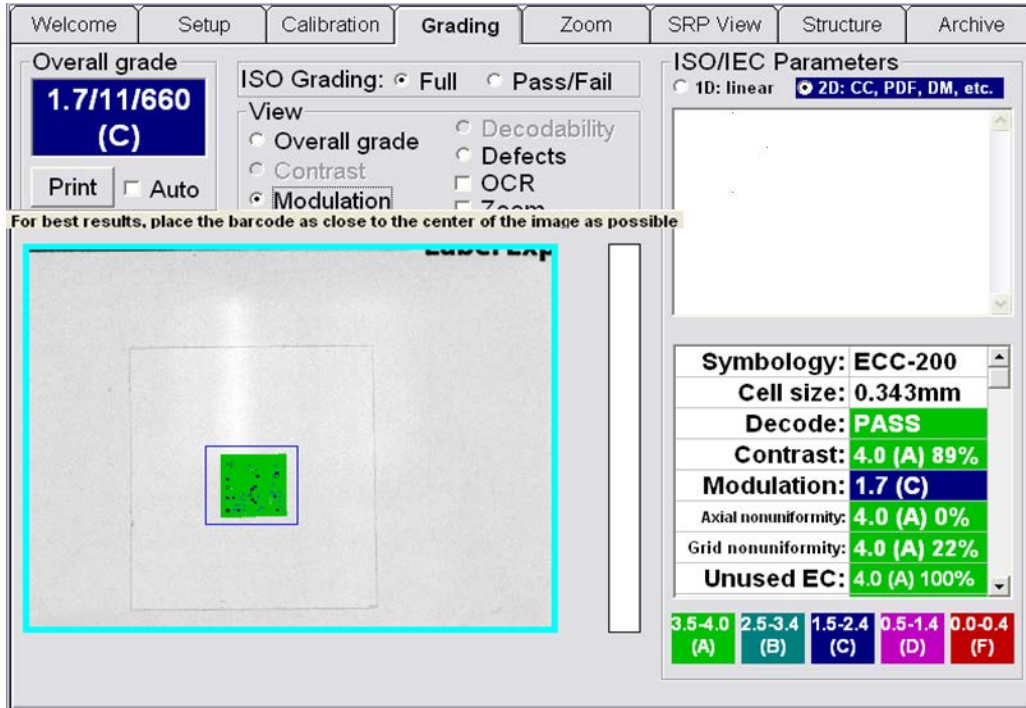 Welcome Setup Calibration Grading Zoom SRP View Structure Archive
Overall grade
1.7/11/660
(C)
Print Auto
ISO Grading: Full Pass/Fail
View
Overall grade Decodability
Contrast Defects
Modulation OCR
Zoom
For best results, place the barcode as close to the center of the image as possible
ISO/IEC Parameters
1D: linear 2D: CC, PDF, DM, etc.
Symbology: ECC-200
Cell size: 0.343mm
Decode: PASS
Contrast: 4.0 (A) 89%
Modulation: 1.7 (C)
Axial nonuniformity: 4.0 (A) 0%
Grid nonuniformity: 4.0 (A) 22%
Unused EC: 4.0 (A) 100%
3.5-4.0 2.5-3.4 1.5-2.4 0.5-1.4 0.0-0.4
(A) (B) (C) (D) (F)